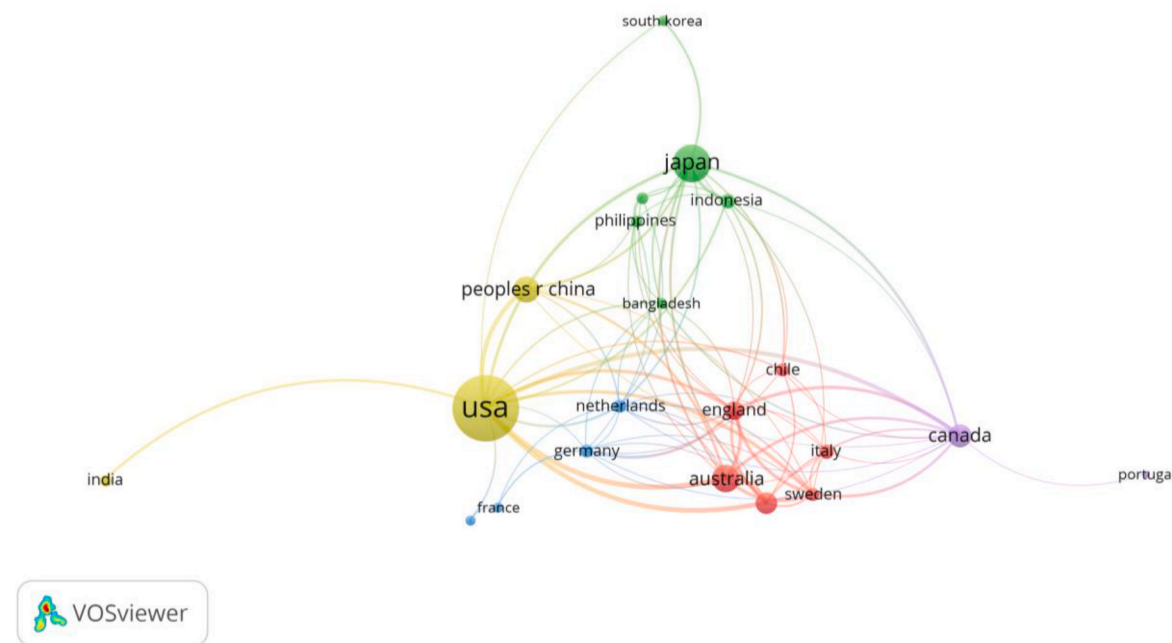 south korea
japan
indonesia
philippines
peoples r china
bangladesh
chile
usa
netherlands
england
canada
germany
italy
india
australia
portuga
sweden
france
VOSviewer